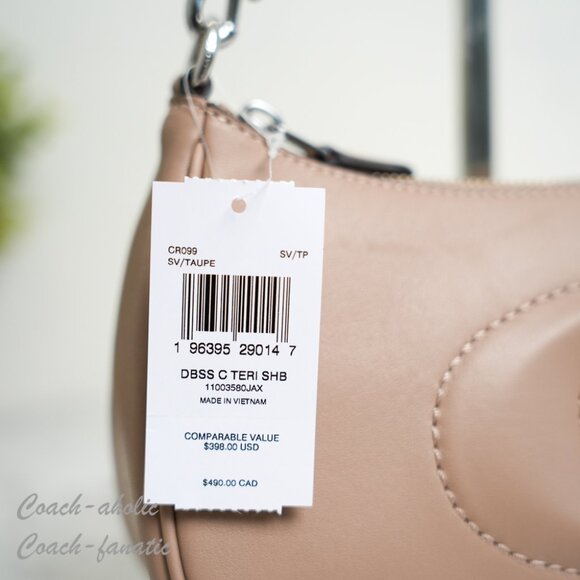 CR099 SV/TP
SV/TAUPE
1 96395 29014 7
DBSS C TERI SHB
11003580JAX
MADE IN VIETNAM
COMPARABLE VALUE
$398.00 USD
$490.00 CAD
Coach-aholic
Coach-fanatic